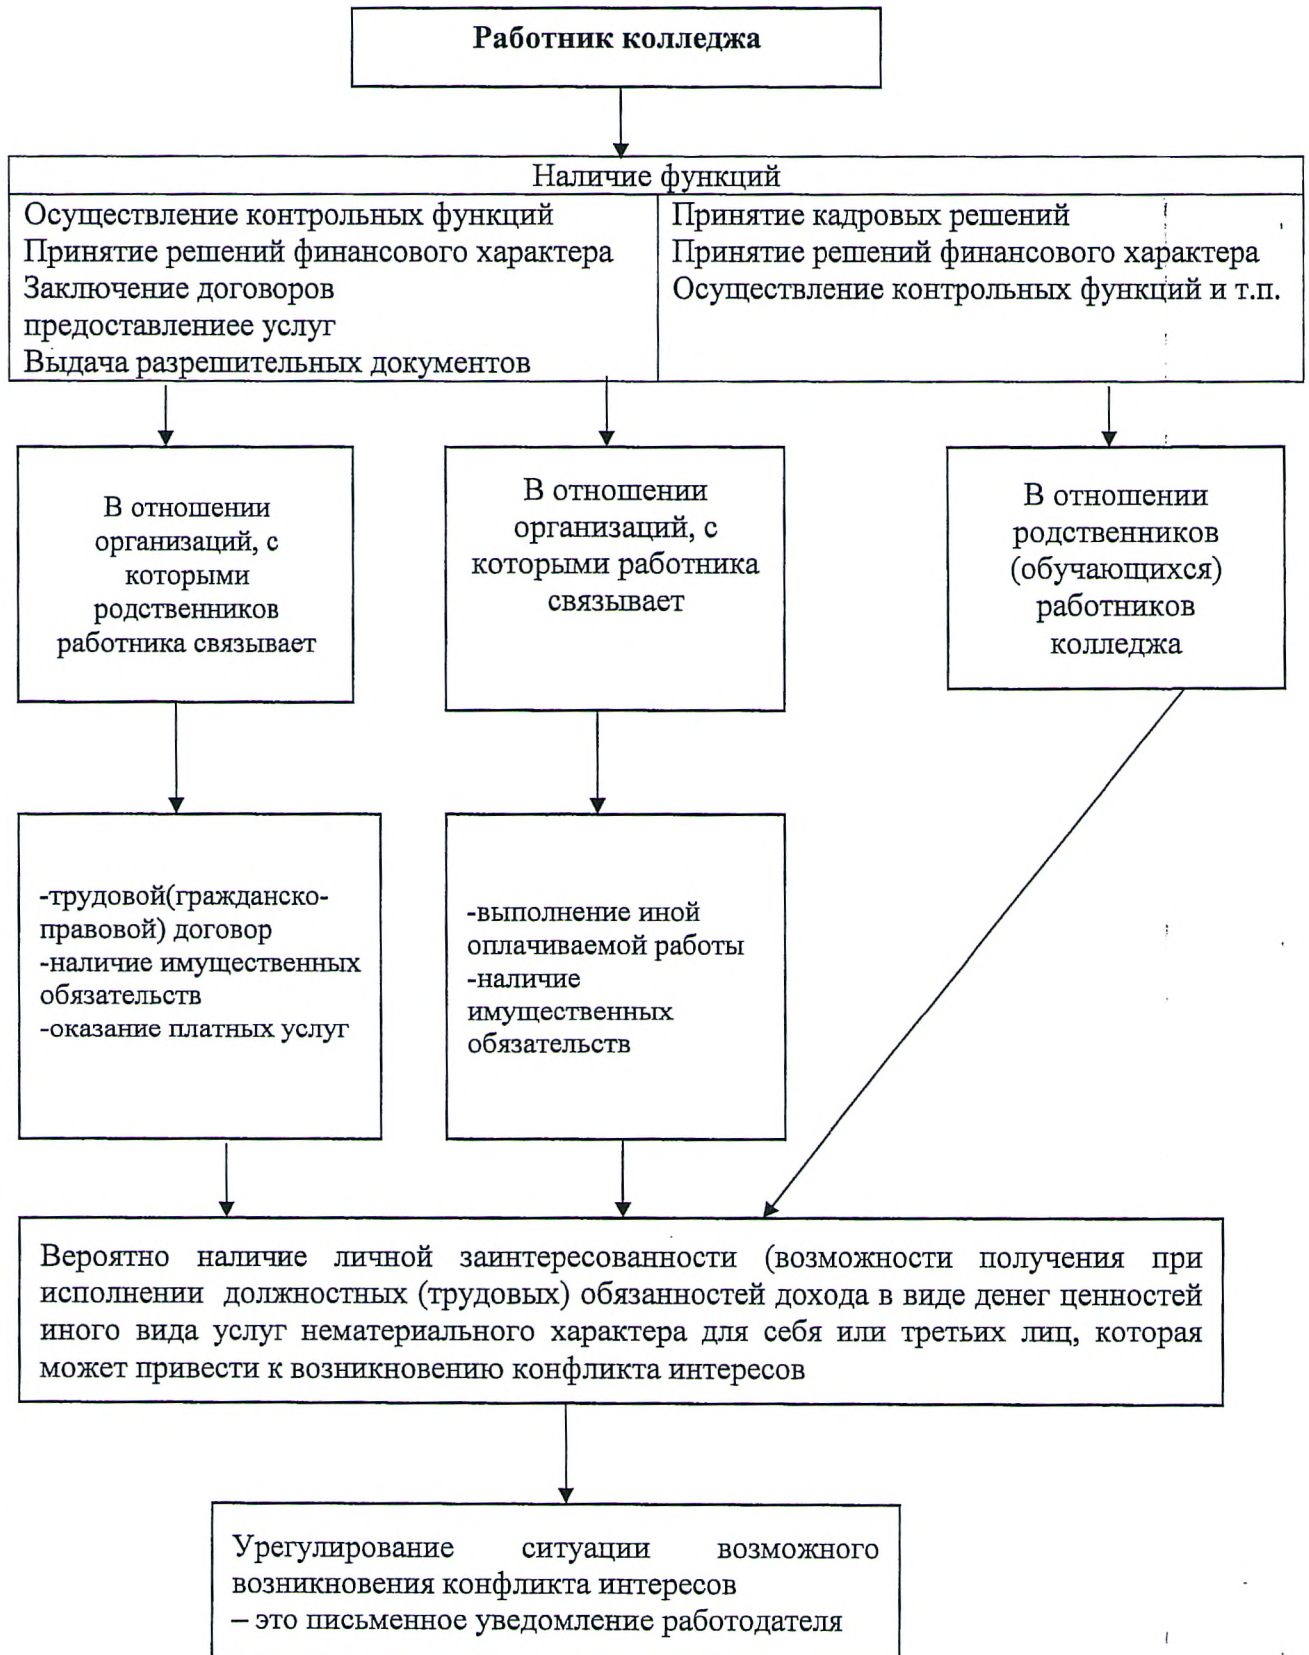 Работник колледжа
Наличие функций
Осуществление контрольных функций
Принятие решений финансового характера
Заключение договоров
предоставлениее услуг
Выдача разрешительных документов
Принятие кадровых решений
Принятие решений финансового характера
Осуществление контрольных функций и т.п.
В отношении
организаций, с
которыми
родственников
работника связывает
В отношении
организаций, с
которыми работника
связывает
В отношении
родственников
(обучающихся)
работников
колледжа
-трудовой(гражданско-
правовой) договор
-наличие имущественных
обязательств
-оказание платных услуг
-выполнение иной
оплачиваемой работы
-наличие
имущественных
обязательств
Вероятно наличие личной заинтересованности (возможности получения при
исполнении должностных (трудовых) обязанностей дохода в виде денег ценностей
иного вида услуг нематериального характера для себя или третьих лиц, которая
может привести к возникновению конфликта интересов
Урегулирование ситуации возможного
возникновения конфликта интересов
– это письменное уведомление работодателя